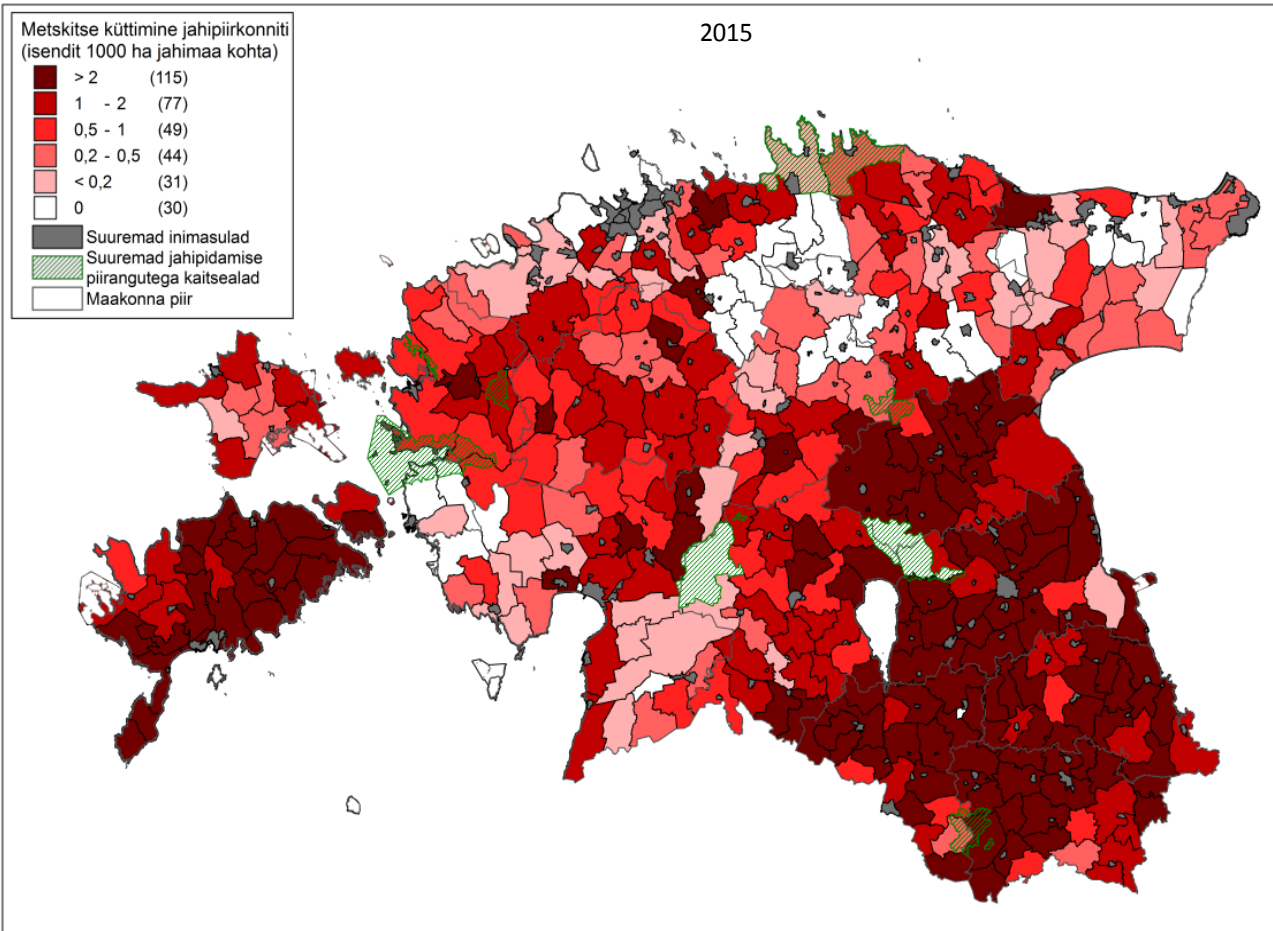 2015
Metskitse küttimine jahipiirkonniti
(isendit 1000 ha jahimaa kohta)
> 2 (115)
1 - 2 (77)
0,5 - 1 (49)
0,2 - 0,5 (44)
< 0,2 (31)
0 (30)
Suuremad inimasulad
Suuremad jahipidamise
piirangutega kaitsealad
Maakonna piir